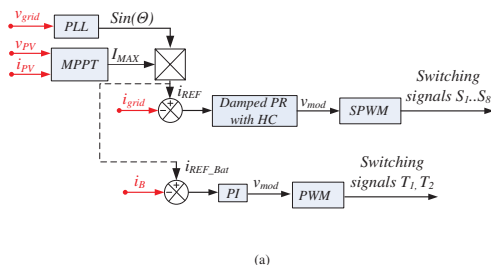 v_grid
PLL
Sin(Θ)
v_PV
i_PV
MPPT
I_MAX
i_REF
i_grid
Damped PR
with HC
v_mod
SPWM
Switching
signals S_1..S_8
i_REF_Bat
i_B
PI
v_mod
PWM
Switching
signals T_1, T_2
(a)